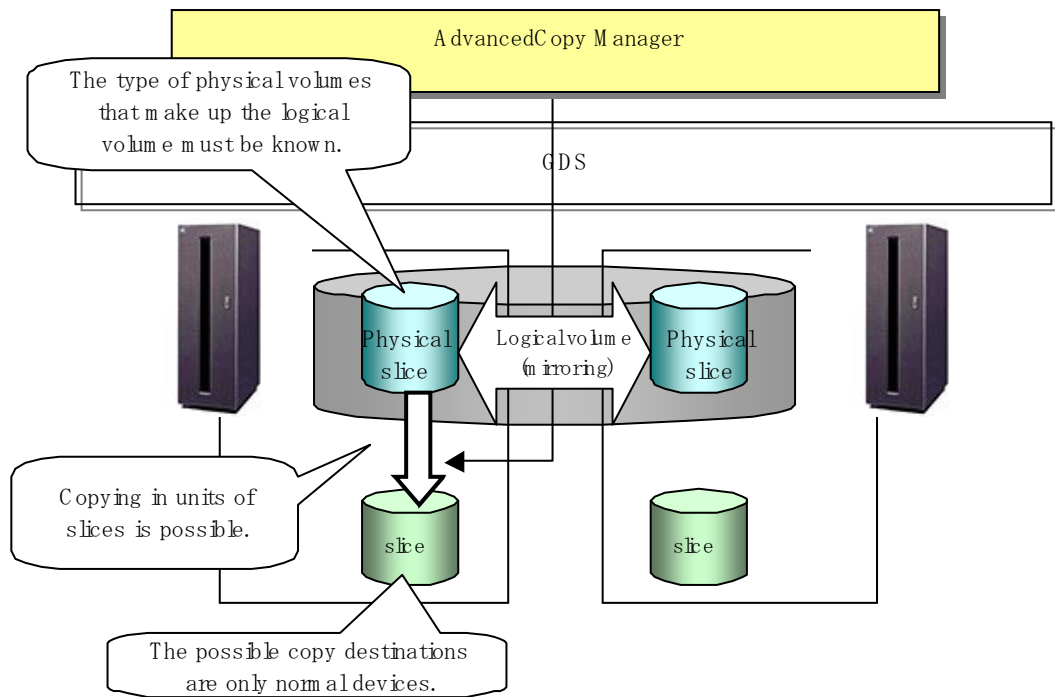 AdvancedCopy Manager
The type of physical volumes
that make up the logical
volume must be known.
GDS
Physical
slice
Logical volume
(mirroring)
Physical
slice
Copying in units of
slices is possible.
slice
slice
The possible copy destinations
are only normal devices.